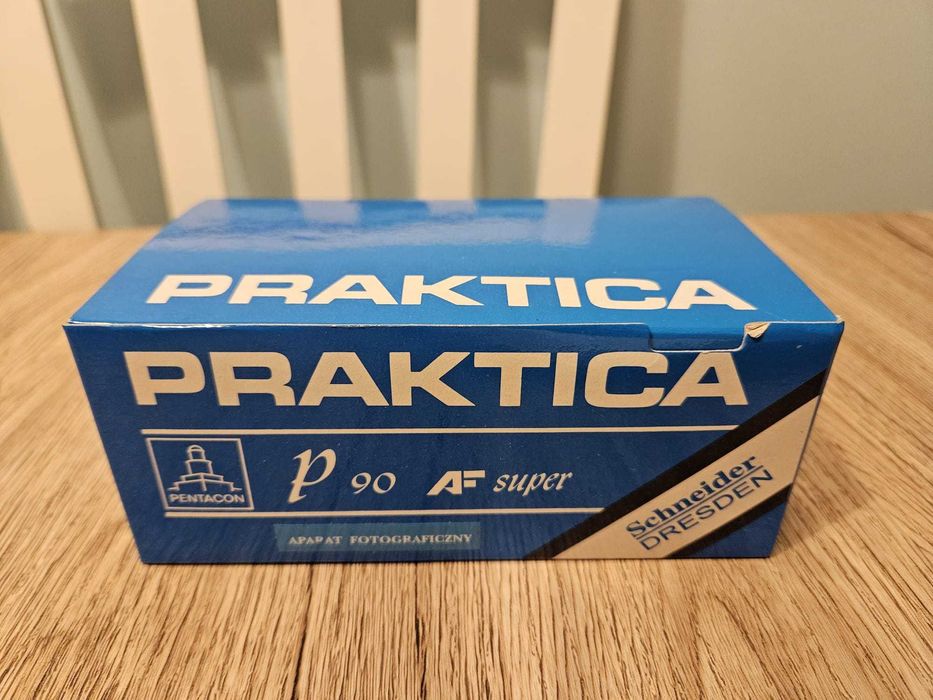 PRAKTICA
PRAKTICA
PENTACON
P 90 AF super
APARAT FOTOGRAFICZNY
Schneider
DRESDEN